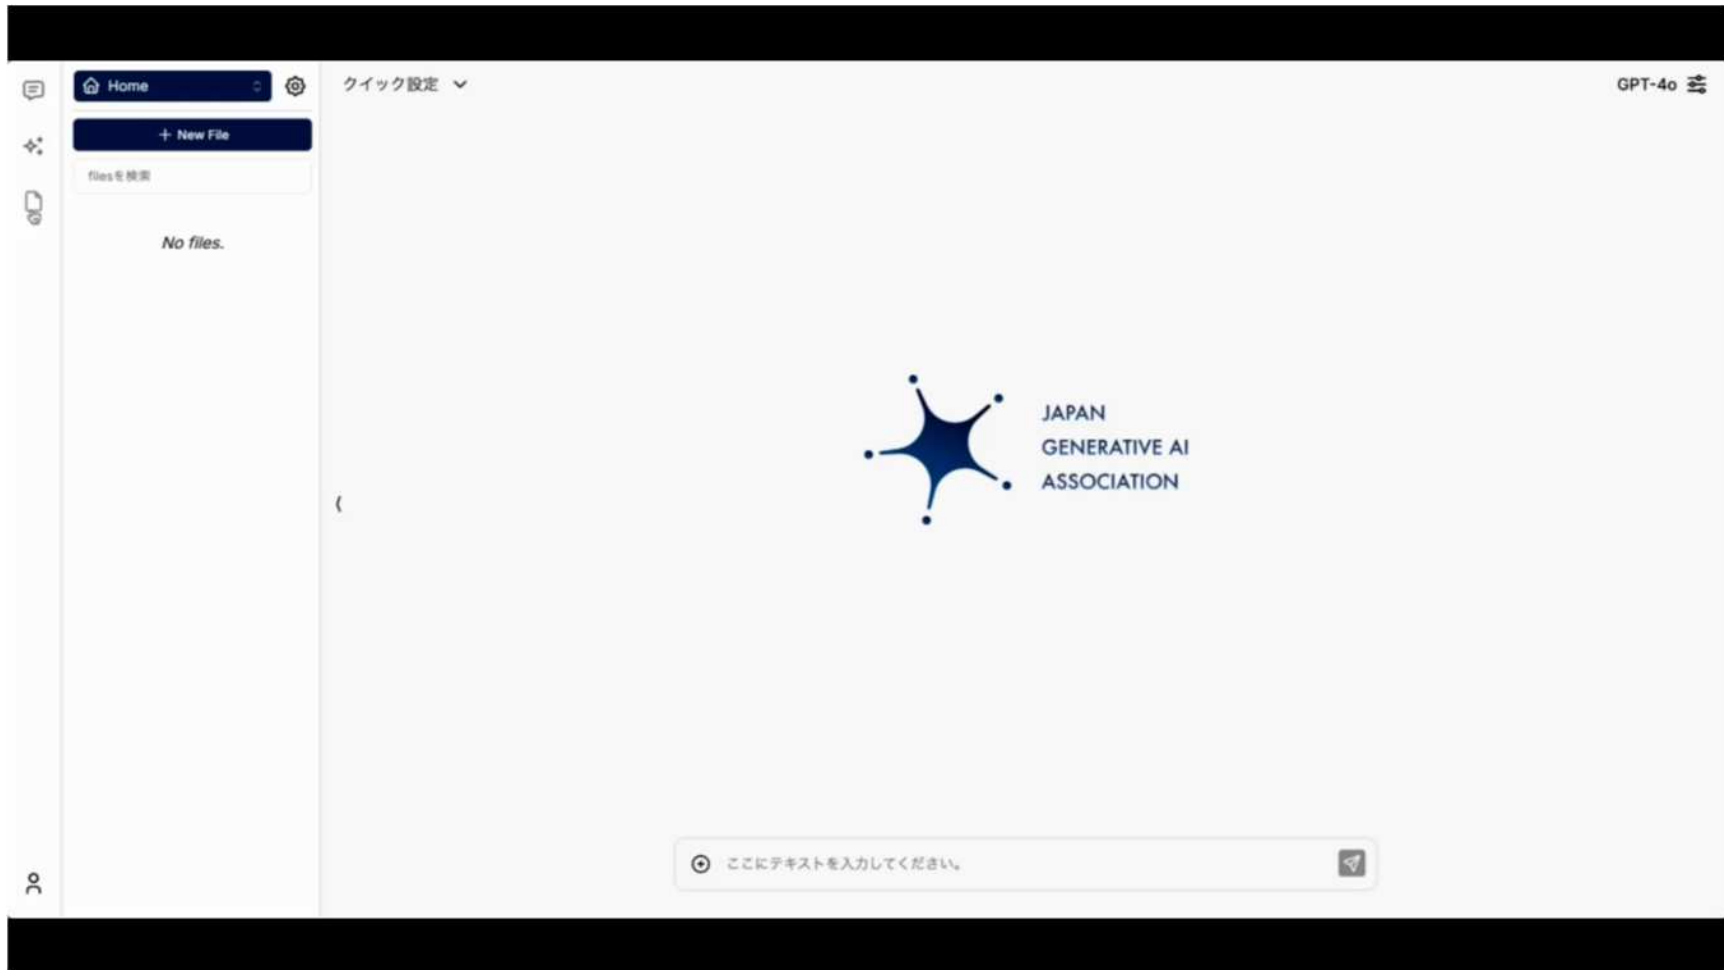 Home
クイック設定
GPT-4o
+ New File
filesを検索
No files.
JAPAN
GENERATIVE AI
ASSOCIATION
ここにテキストを入力してください。